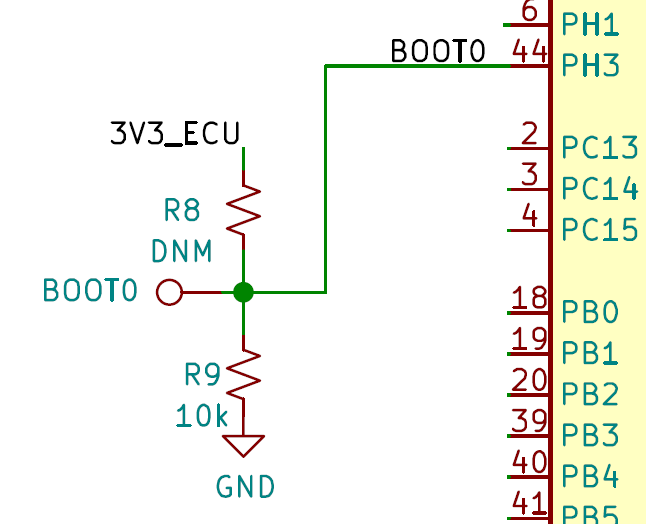 6 PH1
BOOT0 44 PH3
3V3_ECU
2 PC13
3 PC14
R8
4 PC15
DNM
BOOT0
18 PB0
19 PB1
R9
20 PB2
10k
39 PB3
40 PB4
GND
41 PB5